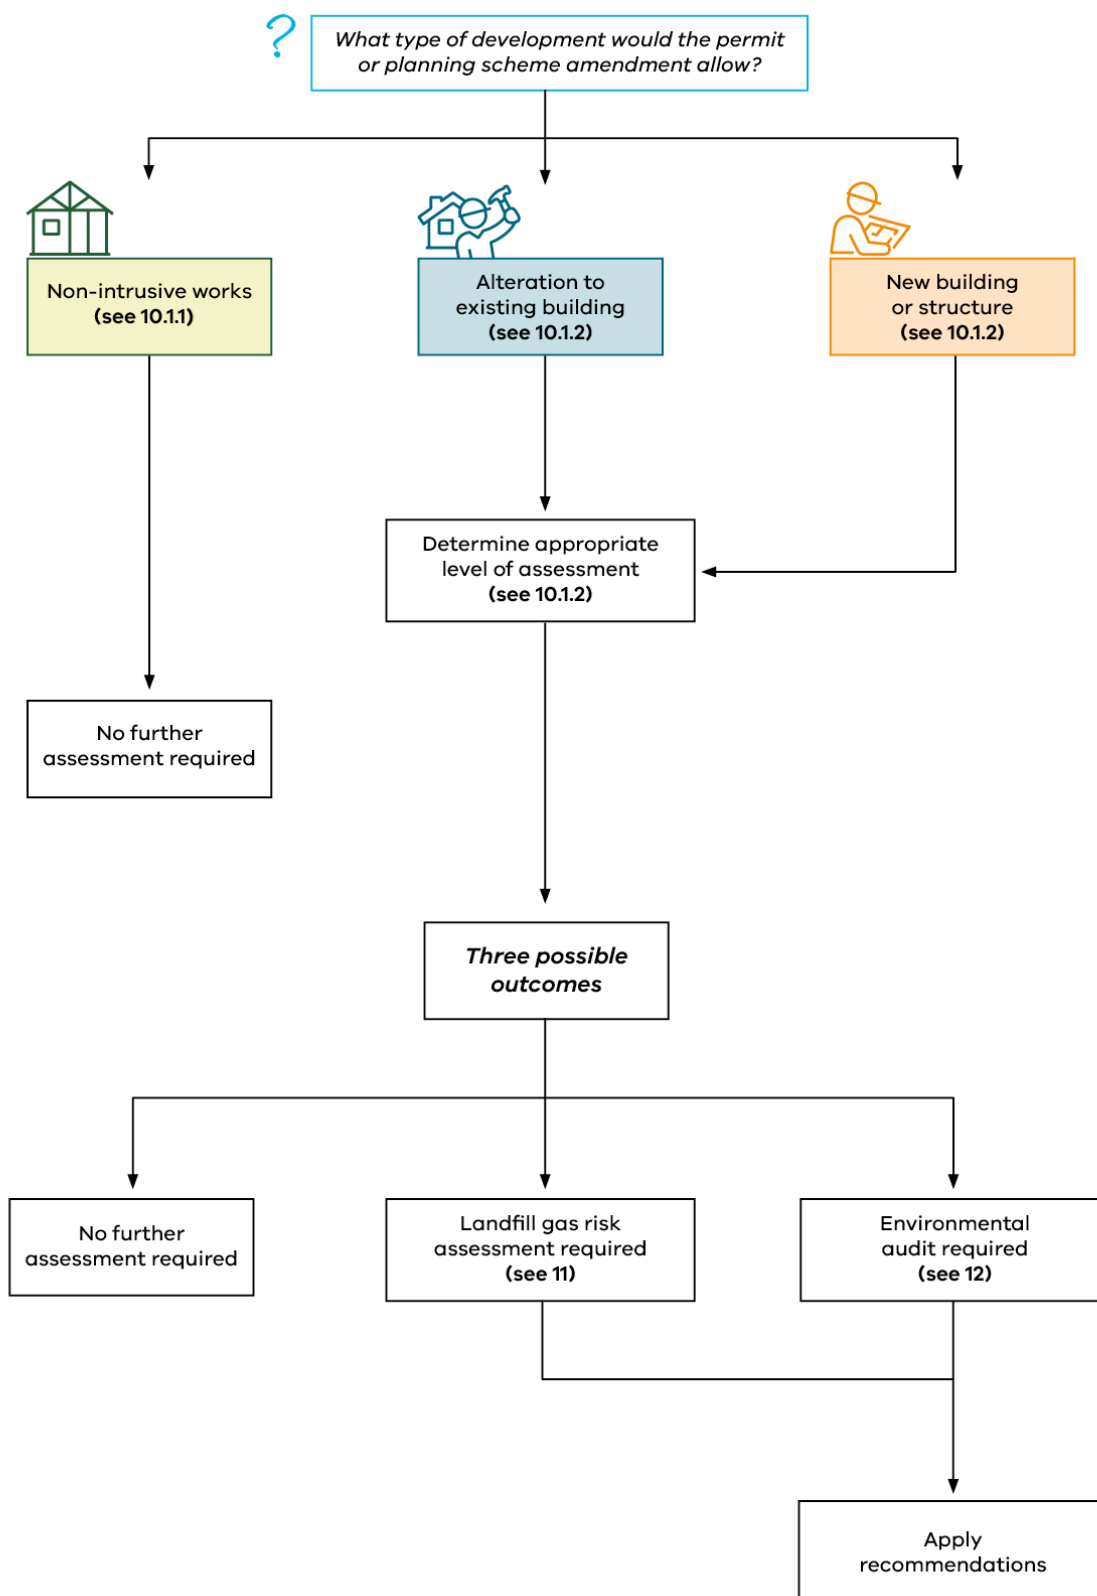 ?
What type of development would the permit
or planning scheme amendment allow?
Non-intrusive works
(see 10.1.1)
Alteration to
existing building
(see 10.1.2)
New building
or structure
(see 10.1.2)
Determine appropriate
level of assessment
(see 10.1.2)
No further
assessment required
Three possible
outcomes
No further
assessment required
Landfill gas risk
assessment required
(see 11)
Environmental
audit required
(see 12)
Apply
recommendations